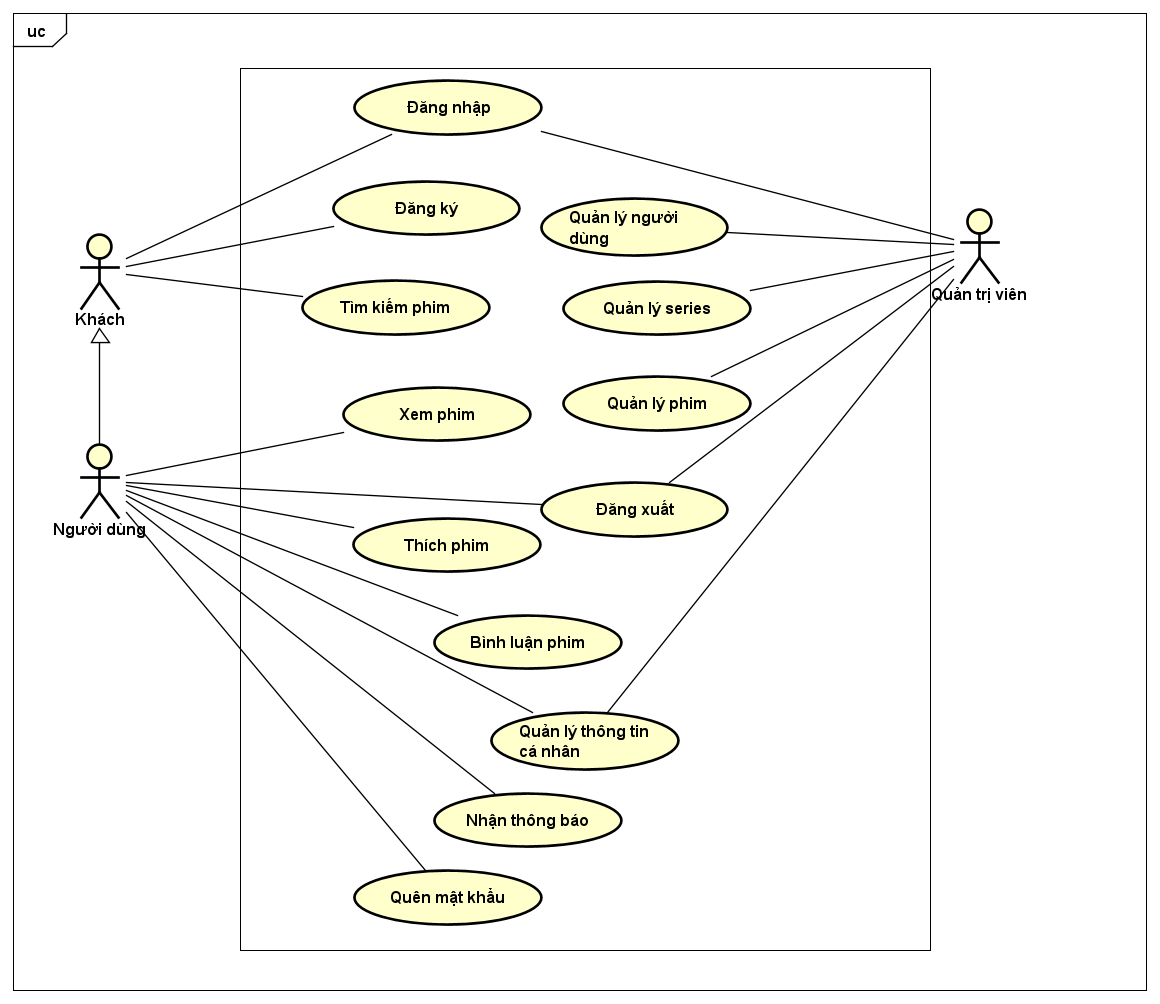 uc
Đăng nhập
Đăng ký
Quản lý người
dùng
Khách
Tìm kiếm phim
Quản lý series
Quản trị viên
Xem phim
Quản lý phim
Người dùng
Đăng xuất
Thích phim
Bình luận phim
Quản lý thông tin
cá nhân
Nhận thông báo
Quên mật khẩu